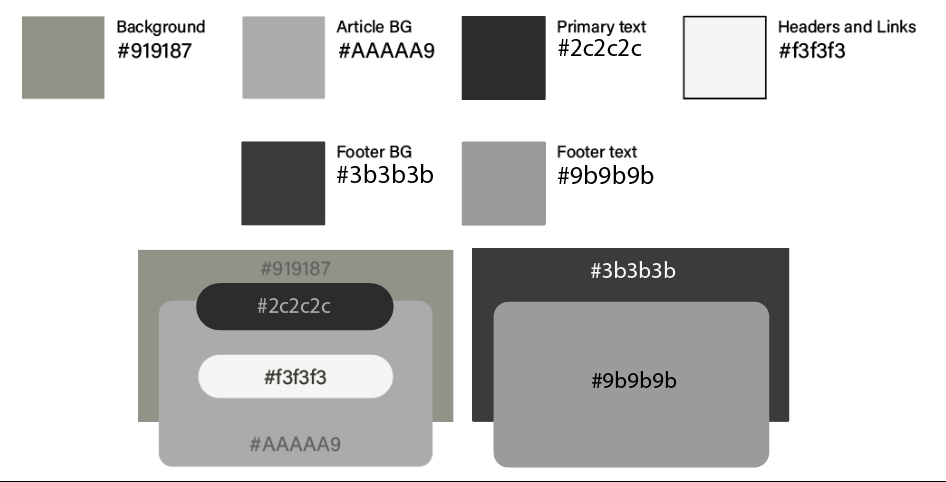 Background
#919187
Article BG
#AAAAA9
Primary text
#2c2c2c
Headers and Links
#f3f3f3
Footer BG
#3b3b3b
Footer text
#9b9b9b
#919187
#2c2c2c
#f3f3f3
#AAAAA9
#3b3b3b
#9b9b9b